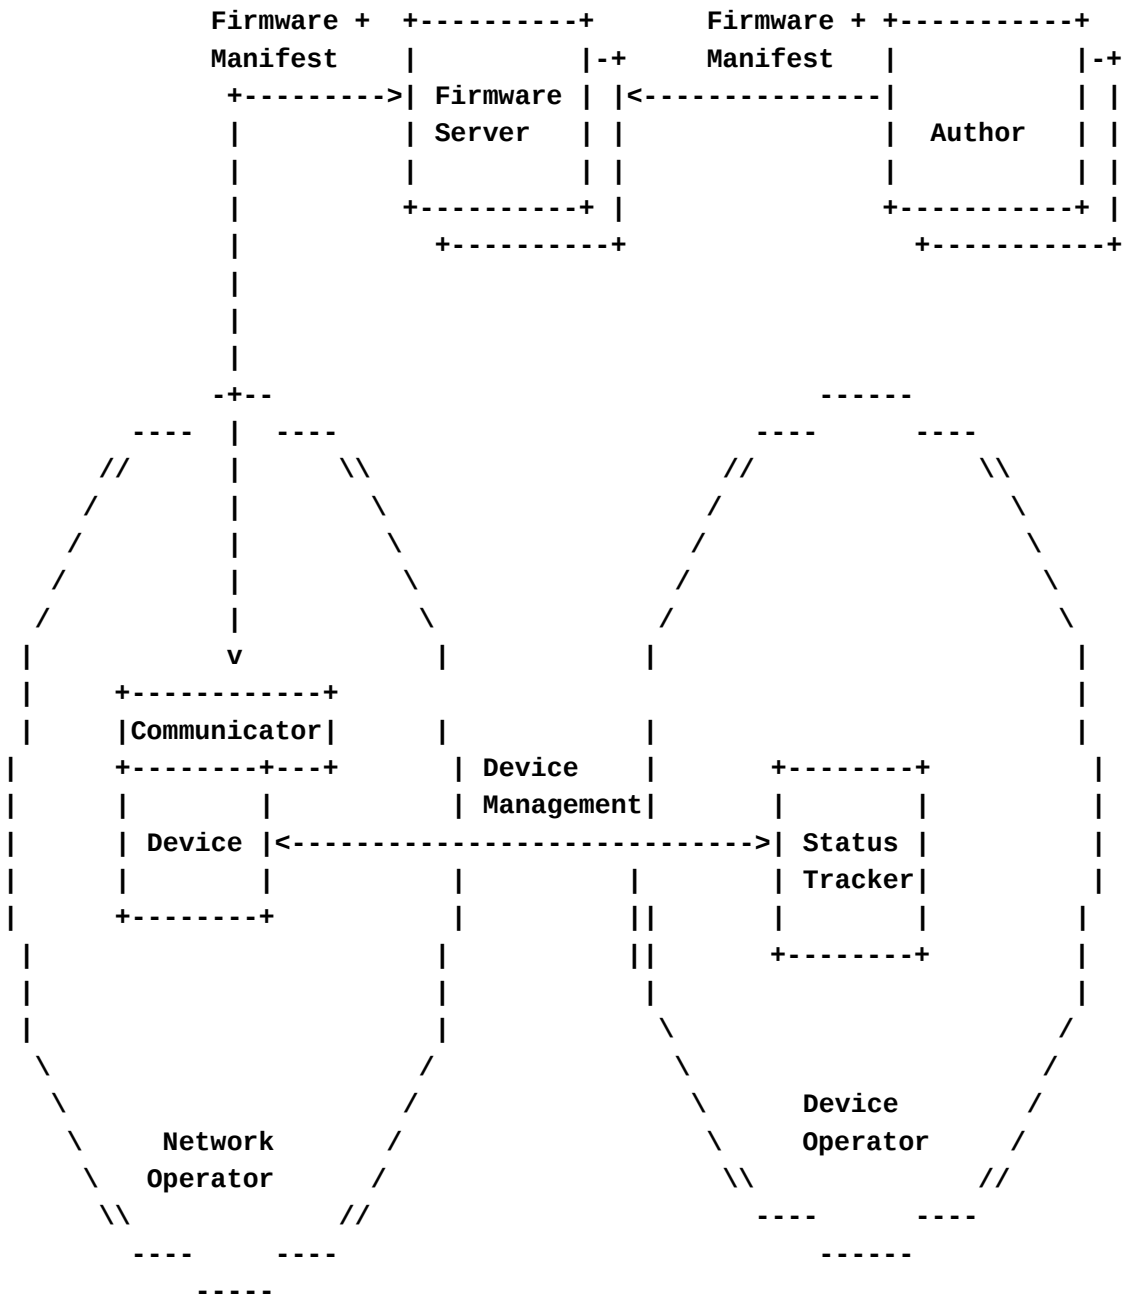 Firmware + Firmware +
Manifest Manifest
Firmware
Server Author
Communicator
Device
Management
Device Status
Tracker
Device
Network Operator
Operator